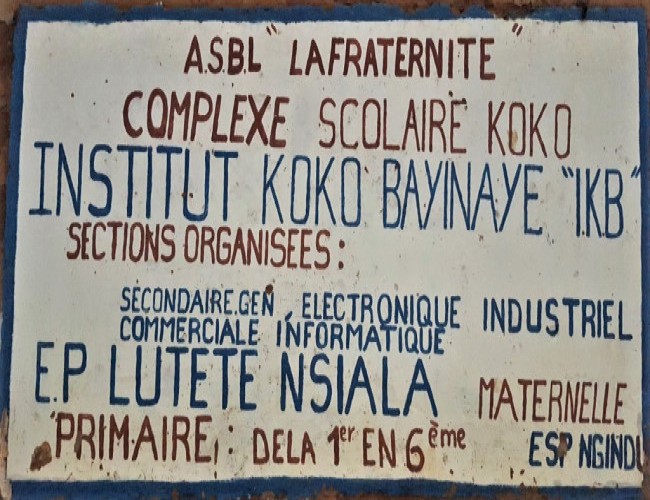 A.S.B.L "LAFRATERNITE"
COMPLEXE SCOLAIRE KOKO
INSTITUT KOKO BAYINAYE "I.K.B"
SECTIONS ORGANISEES :
SECONDAIRE.GEN, ELECTRONIQUE INDUSTRIEL
COMMERCIALE INFORMATIQUE
E.P LUTETE NSIALA MATERNELLE
PRIMAIRE : DELA 1er EN 6ème ESP NGINDU